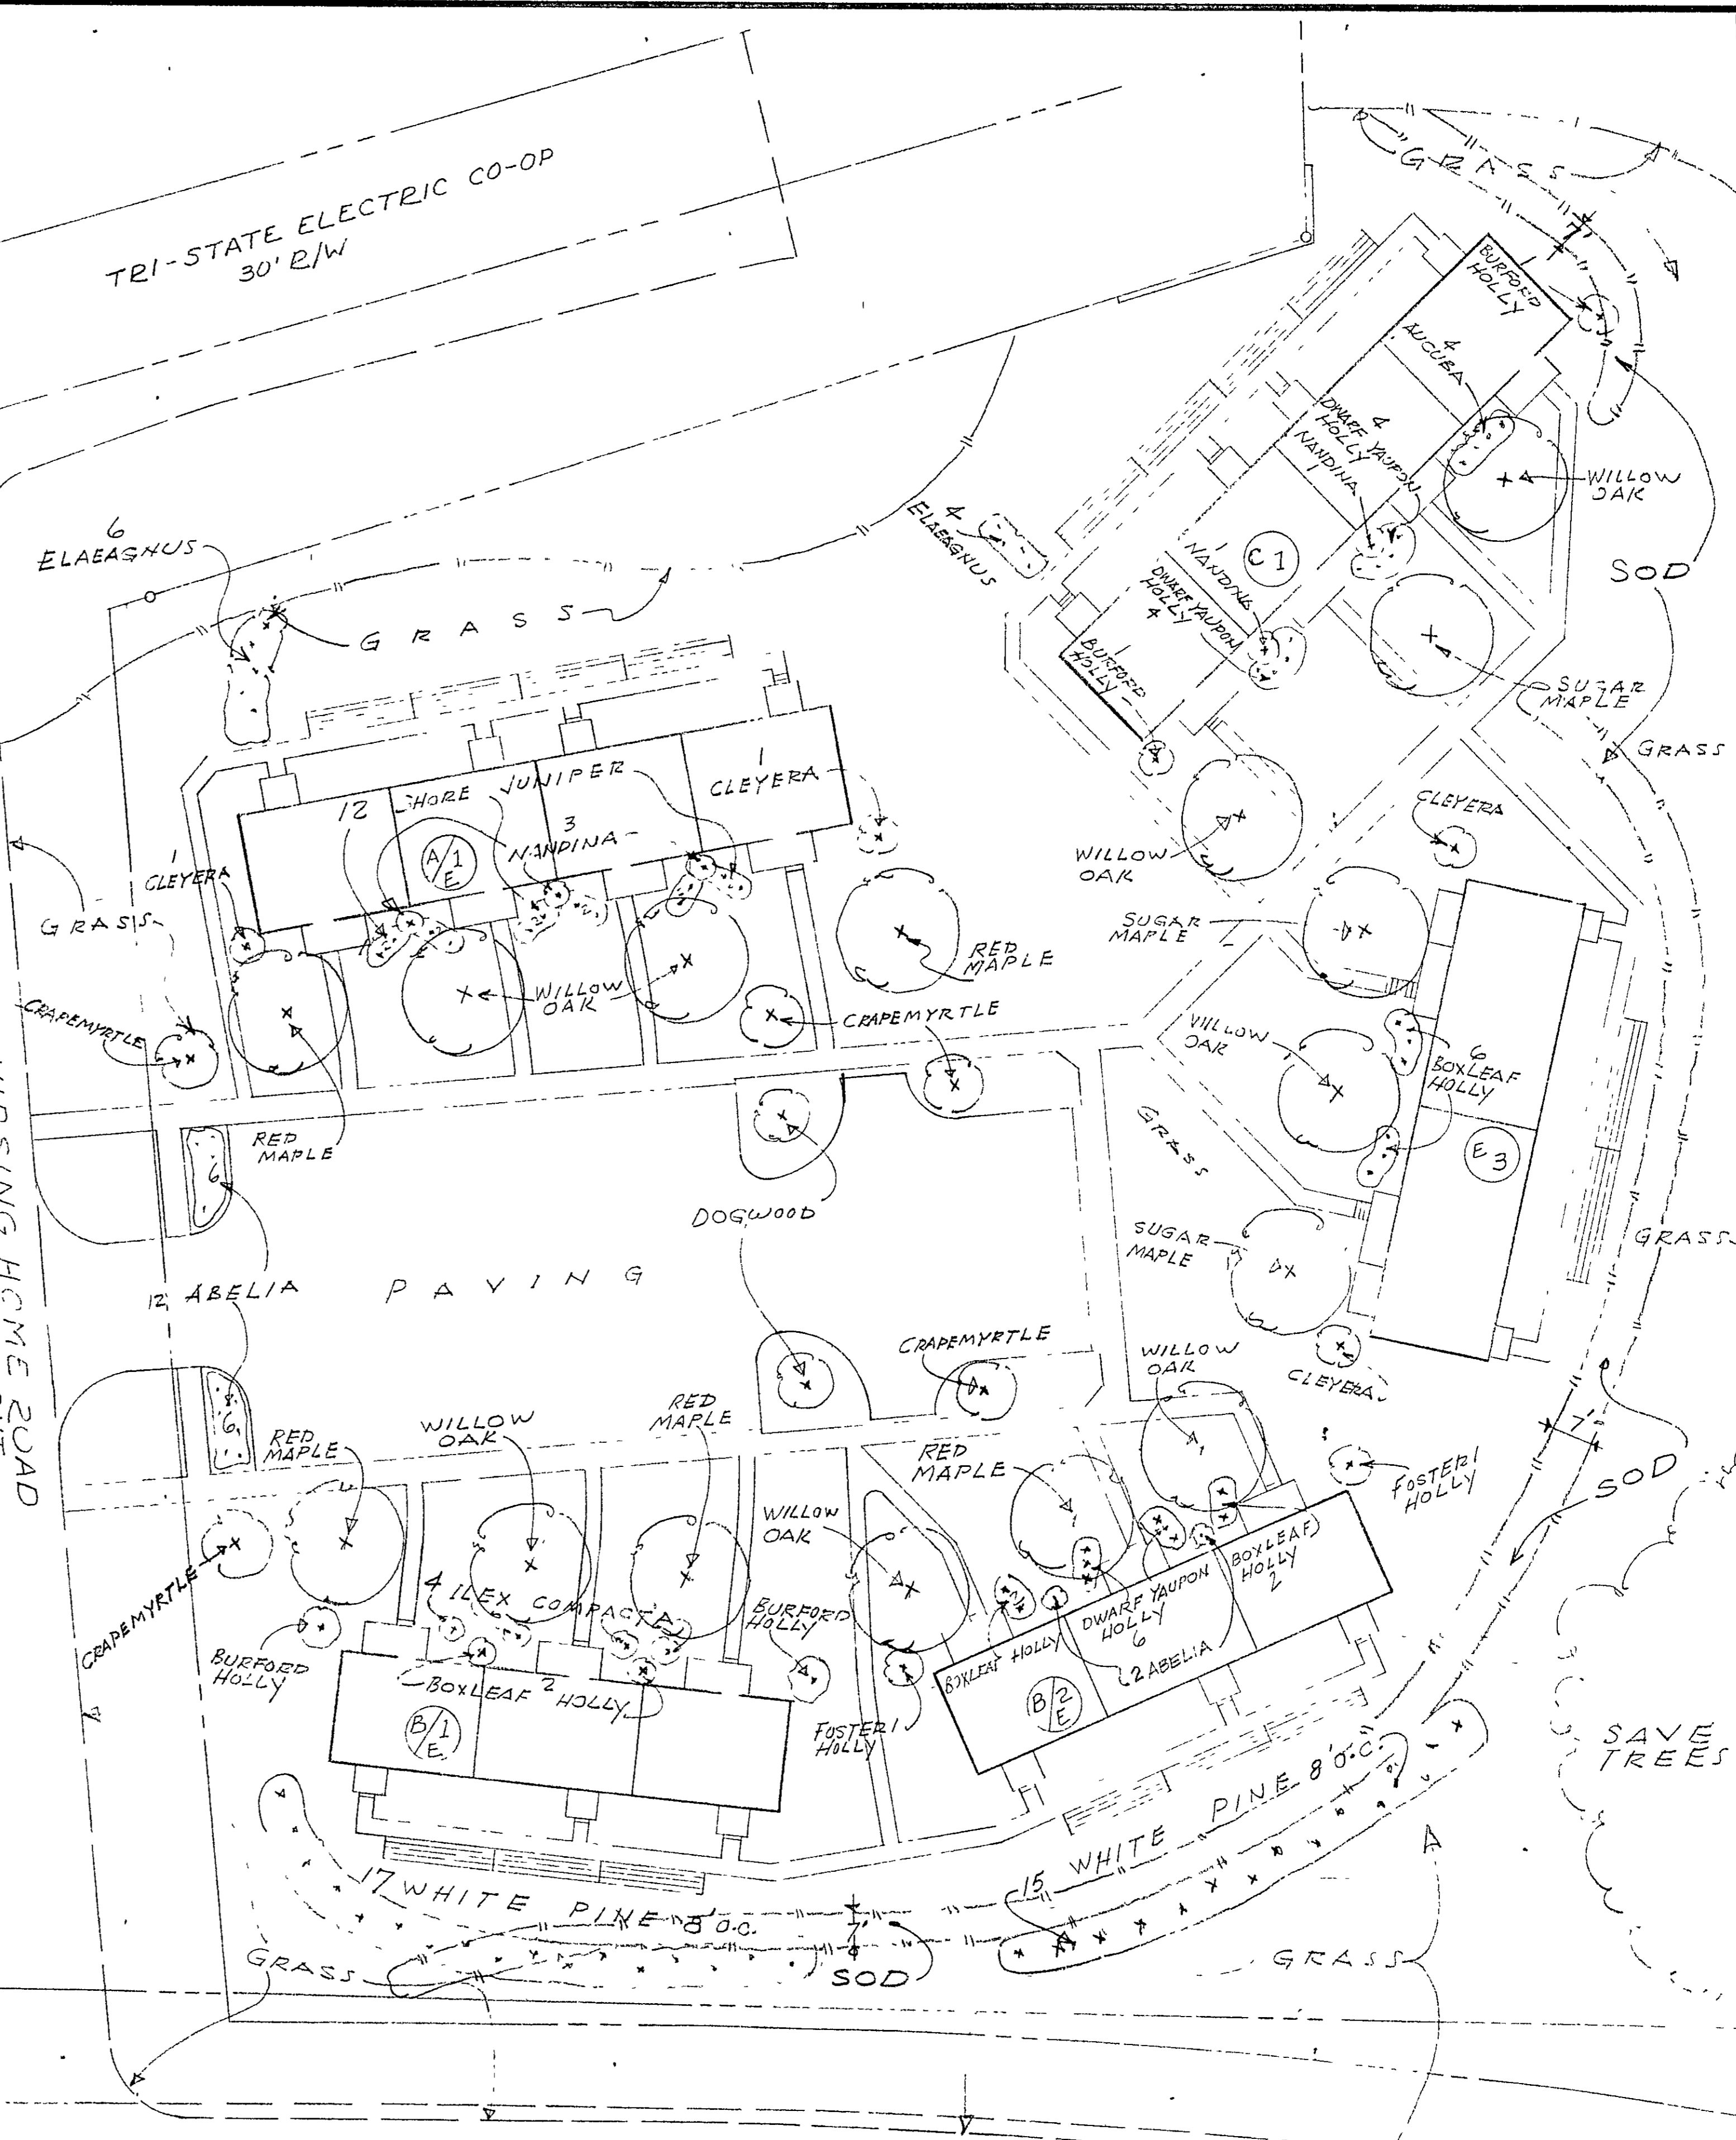 TRI-STATE ELECTRIC CO-OP
30' R/W
GRASS
1
BURFORD
HOLLY
4
AUCUBA
4
DWARF YAUPON
HOLLY
NANDINA
1
WILLOW
OAK
SOD
6
ELAEAGNUS
4
ELAEAGNUS
GRASS
1
NANDINA
C1
DWARF YAUPON
HOLLY
4
1
BURFORD
HOLLY
SUGAR
MAPLE
GRASS
12 SHORE JUNIPER
3
NANDINA
1
CLEYERA
A/1
E
1
CLEYERA
GRASS
WILLOW
OAK
CLEYERA
SUGAR
MAPLE
RED
MAPLE
WILLOW
OAK
CRAPEMYRTLE
CRAPEMYRTLE
WILLOW
OAK
6
BOXLEAF
HOLLY
GRASS
E3
RED
MAPLE
6
DOGWOOD
SUGAR
MAPLE
GRASS
12 ABELIA
PAVING
6
CRAPEMYRTLE
WILLOW
OAK
CLEYERA
7'
RED
MAPLE
WILLOW
OAK
RED
MAPLE
RED
MAPLE
FOSTERI
HOLLY
SOD
WILLOW
OAK
CRAPEMYRTLE
4 ILEX COMPACTA
BURFORD
HOLLY
BURFORD
HOLLY
BOXLEAF HOLLY
DWARF YAUPON
HOLLY
6
BOXLEAF
HOLLY
2
2 ABELIA
B/2
E
2
BOXLEAF HOLLY
B/1
E
FOSTERI
HOLLY
SAVE
TREES
15 WHITE PINE 8' O.C.
17 WHITE PINE 8' O.C.
7'
SOD
GRASS
GRASS
NURSING HOME ROAD